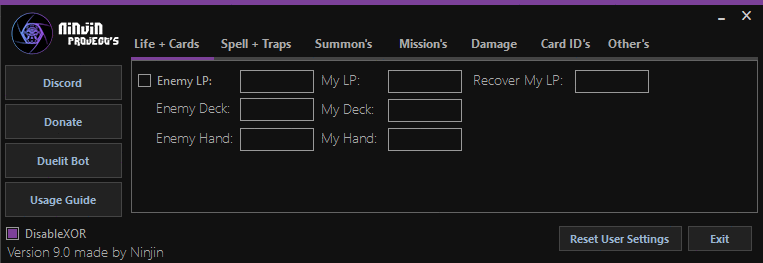 Ninjin
Project's
Life + Cards Spell + Traps Summon's Mission's Damage Card ID's Other's
Discord
Donate
Duelit Bot
Usage Guide
Enemy LP: My LP: Recover My LP:
Enemy Deck: My Deck:
Enemy Hand: My Hand:
DisableXOR
Version 9.0 made by Ninjin
Reset User Settings Exit